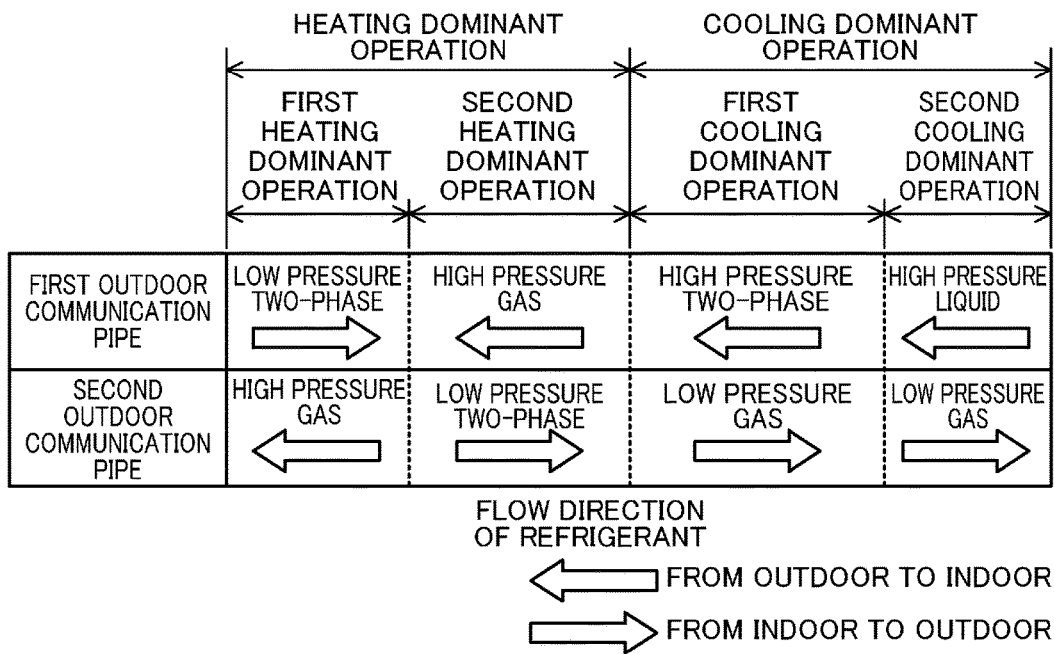 HEATING DOMINANT
OPERATION
COOLING DOMINANT
OPERATION
FIRST
HEATING
DOMINANT
OPERATION
SECOND
HEATING
DOMINANT
OPERATION
FIRST
COOLING
DOMINANT
OPERATION
SECOND
COOLING
DOMINANT
OPERATION
FIRST OUTDOOR
COMMUNICATION
PIPE
LOW PRESSURE
TWO-PHASE
HIGH PRESSURE
GAS
HIGH PRESSURE
TWO-PHASE
HIGH PRESSURE
LIQUID
SECOND
OUTDOOR
COMMUNICATION
PIPE
HIGH PRESSURE
GAS
LOW PRESSURE
TWO-PHASE
LOW PRESSURE
GAS
LOW PRESSURE
GAS
FLOW DIRECTION
OF REFRIGERANT
FROM OUTDOOR TO INDOOR
FROM INDOOR TO OUTDOOR